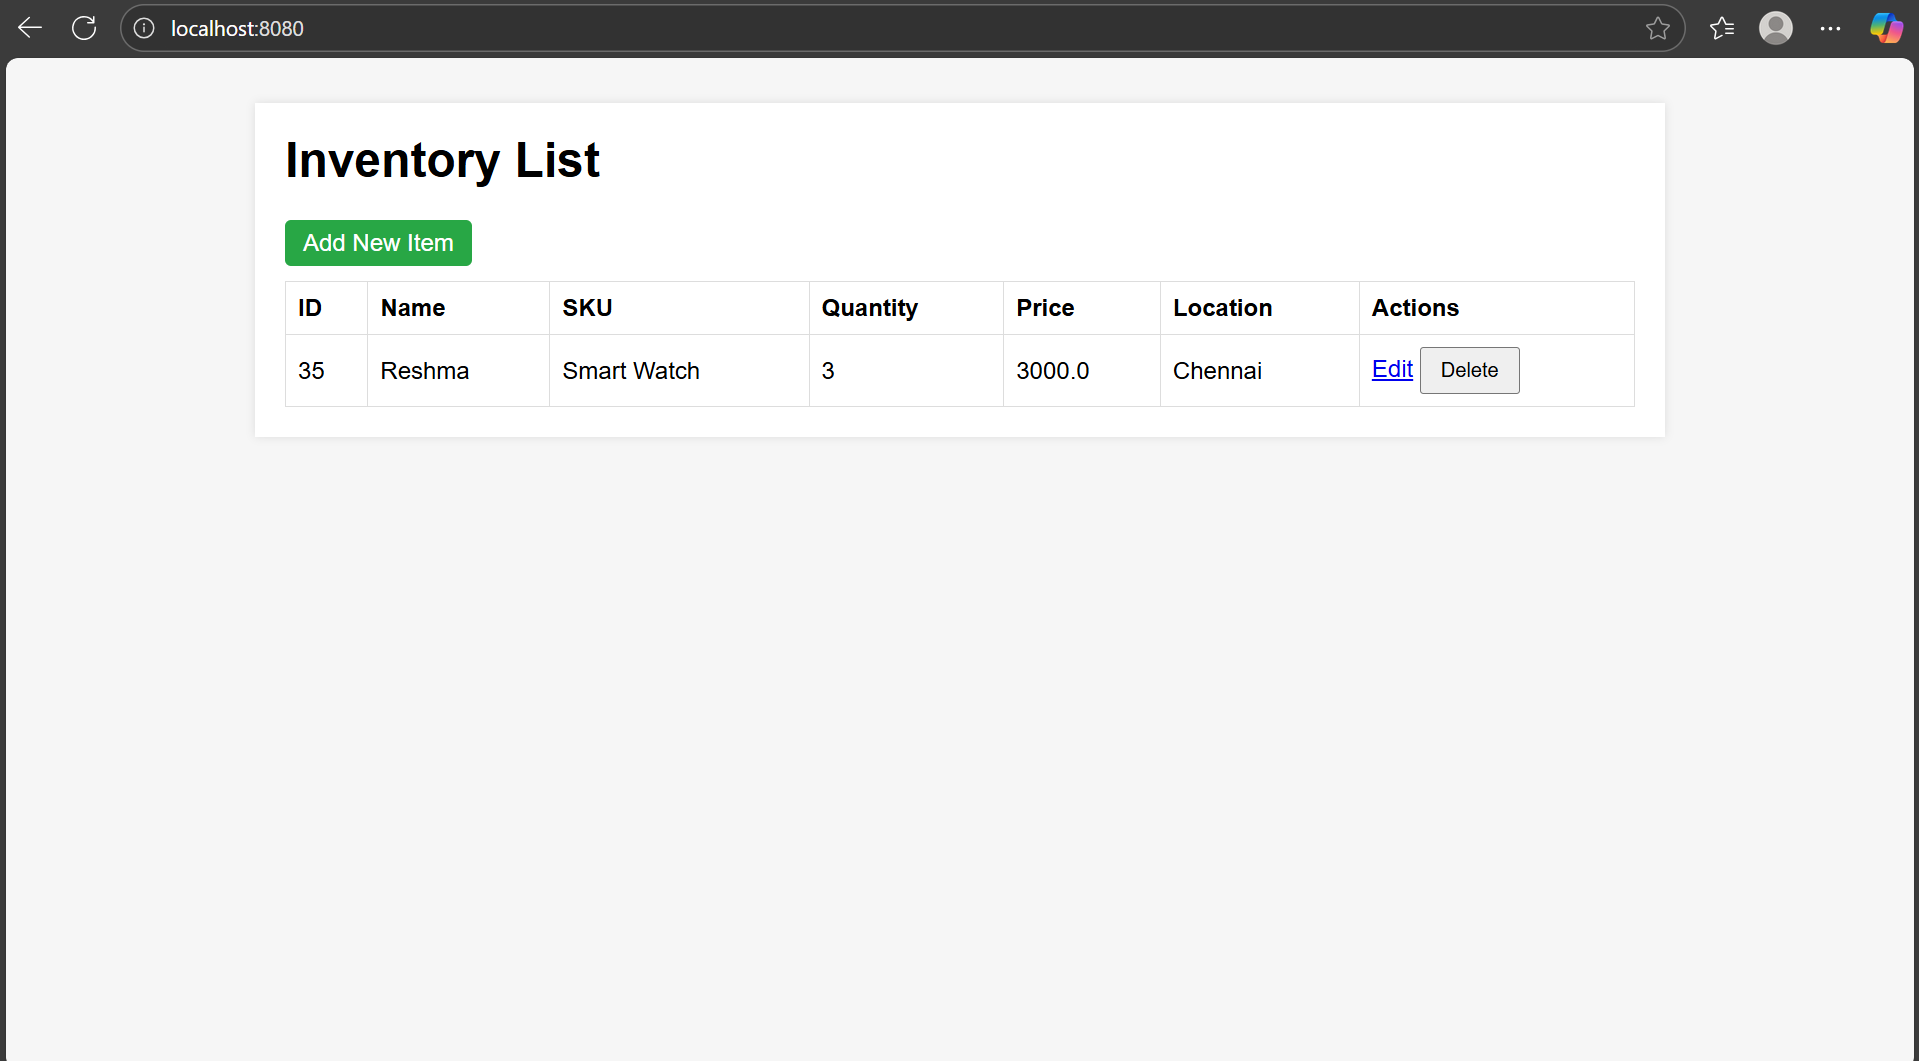 localhost:8080
Inventory List
Add New Item
ID Name SKU Quantity Price Location Actions
35 Reshma Smart Watch 3 3000.0 Chennai Edit Delete